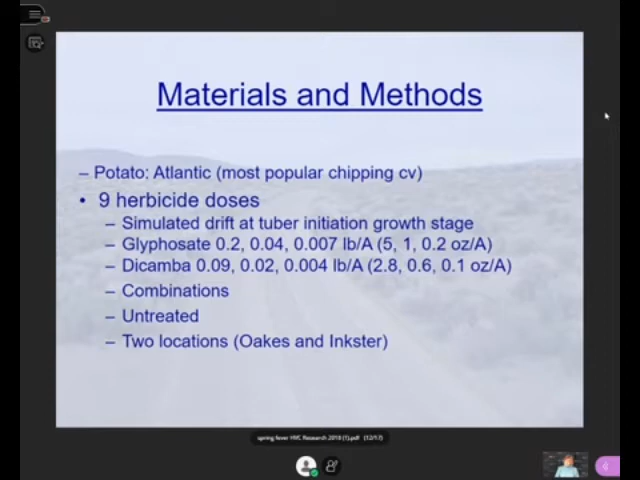 Materials and Methods
– Potato: Atlantic (most popular chipping cv)
• 9 herbicide doses
– Simulated drift at tuber initiation growth stage
– Glyphosate 0.2, 0.04, 0.007 lb/A (5, 1, 0.2 oz/A)
– Dicamba 0.09, 0.02, 0.004 lb/A (2.8, 0.6, 0.1 oz/A)
– Combinations
– Untreated
– Two locations (Oakes and Inkster)
spring fever HVC Research 2018 (1).pdf (12/17)